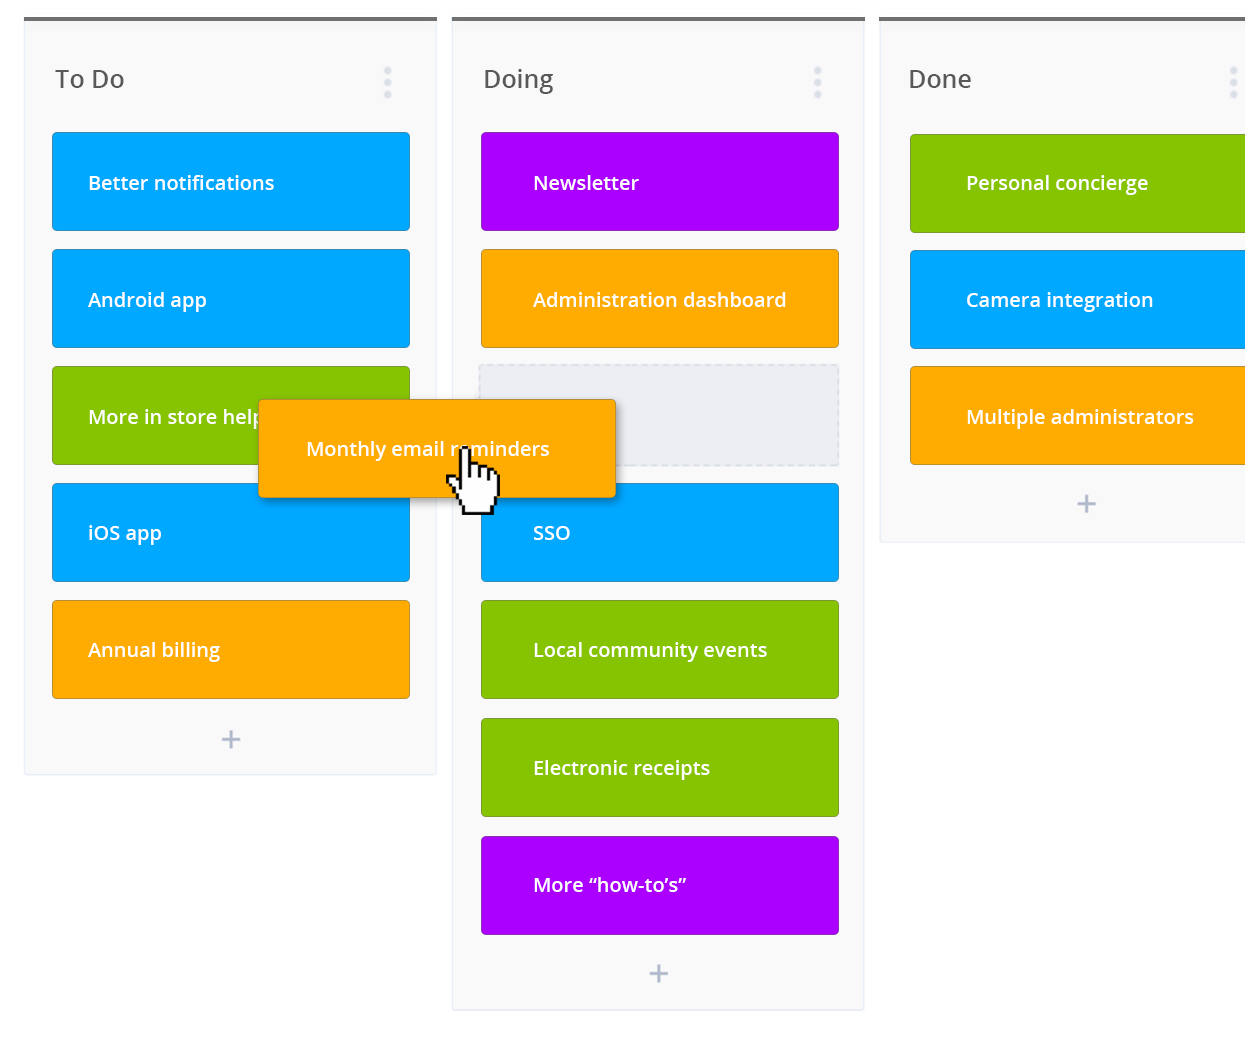 To Do
Better notifications
Android app
More in store help
iOS app
Annual billing
Doing
Newsletter
Administration dashboard
Monthly email reminders
SSO
Local community events
Electronic receipts
More “how-to’s”
Done
Personal concierge
Camera integration
Multiple administrators